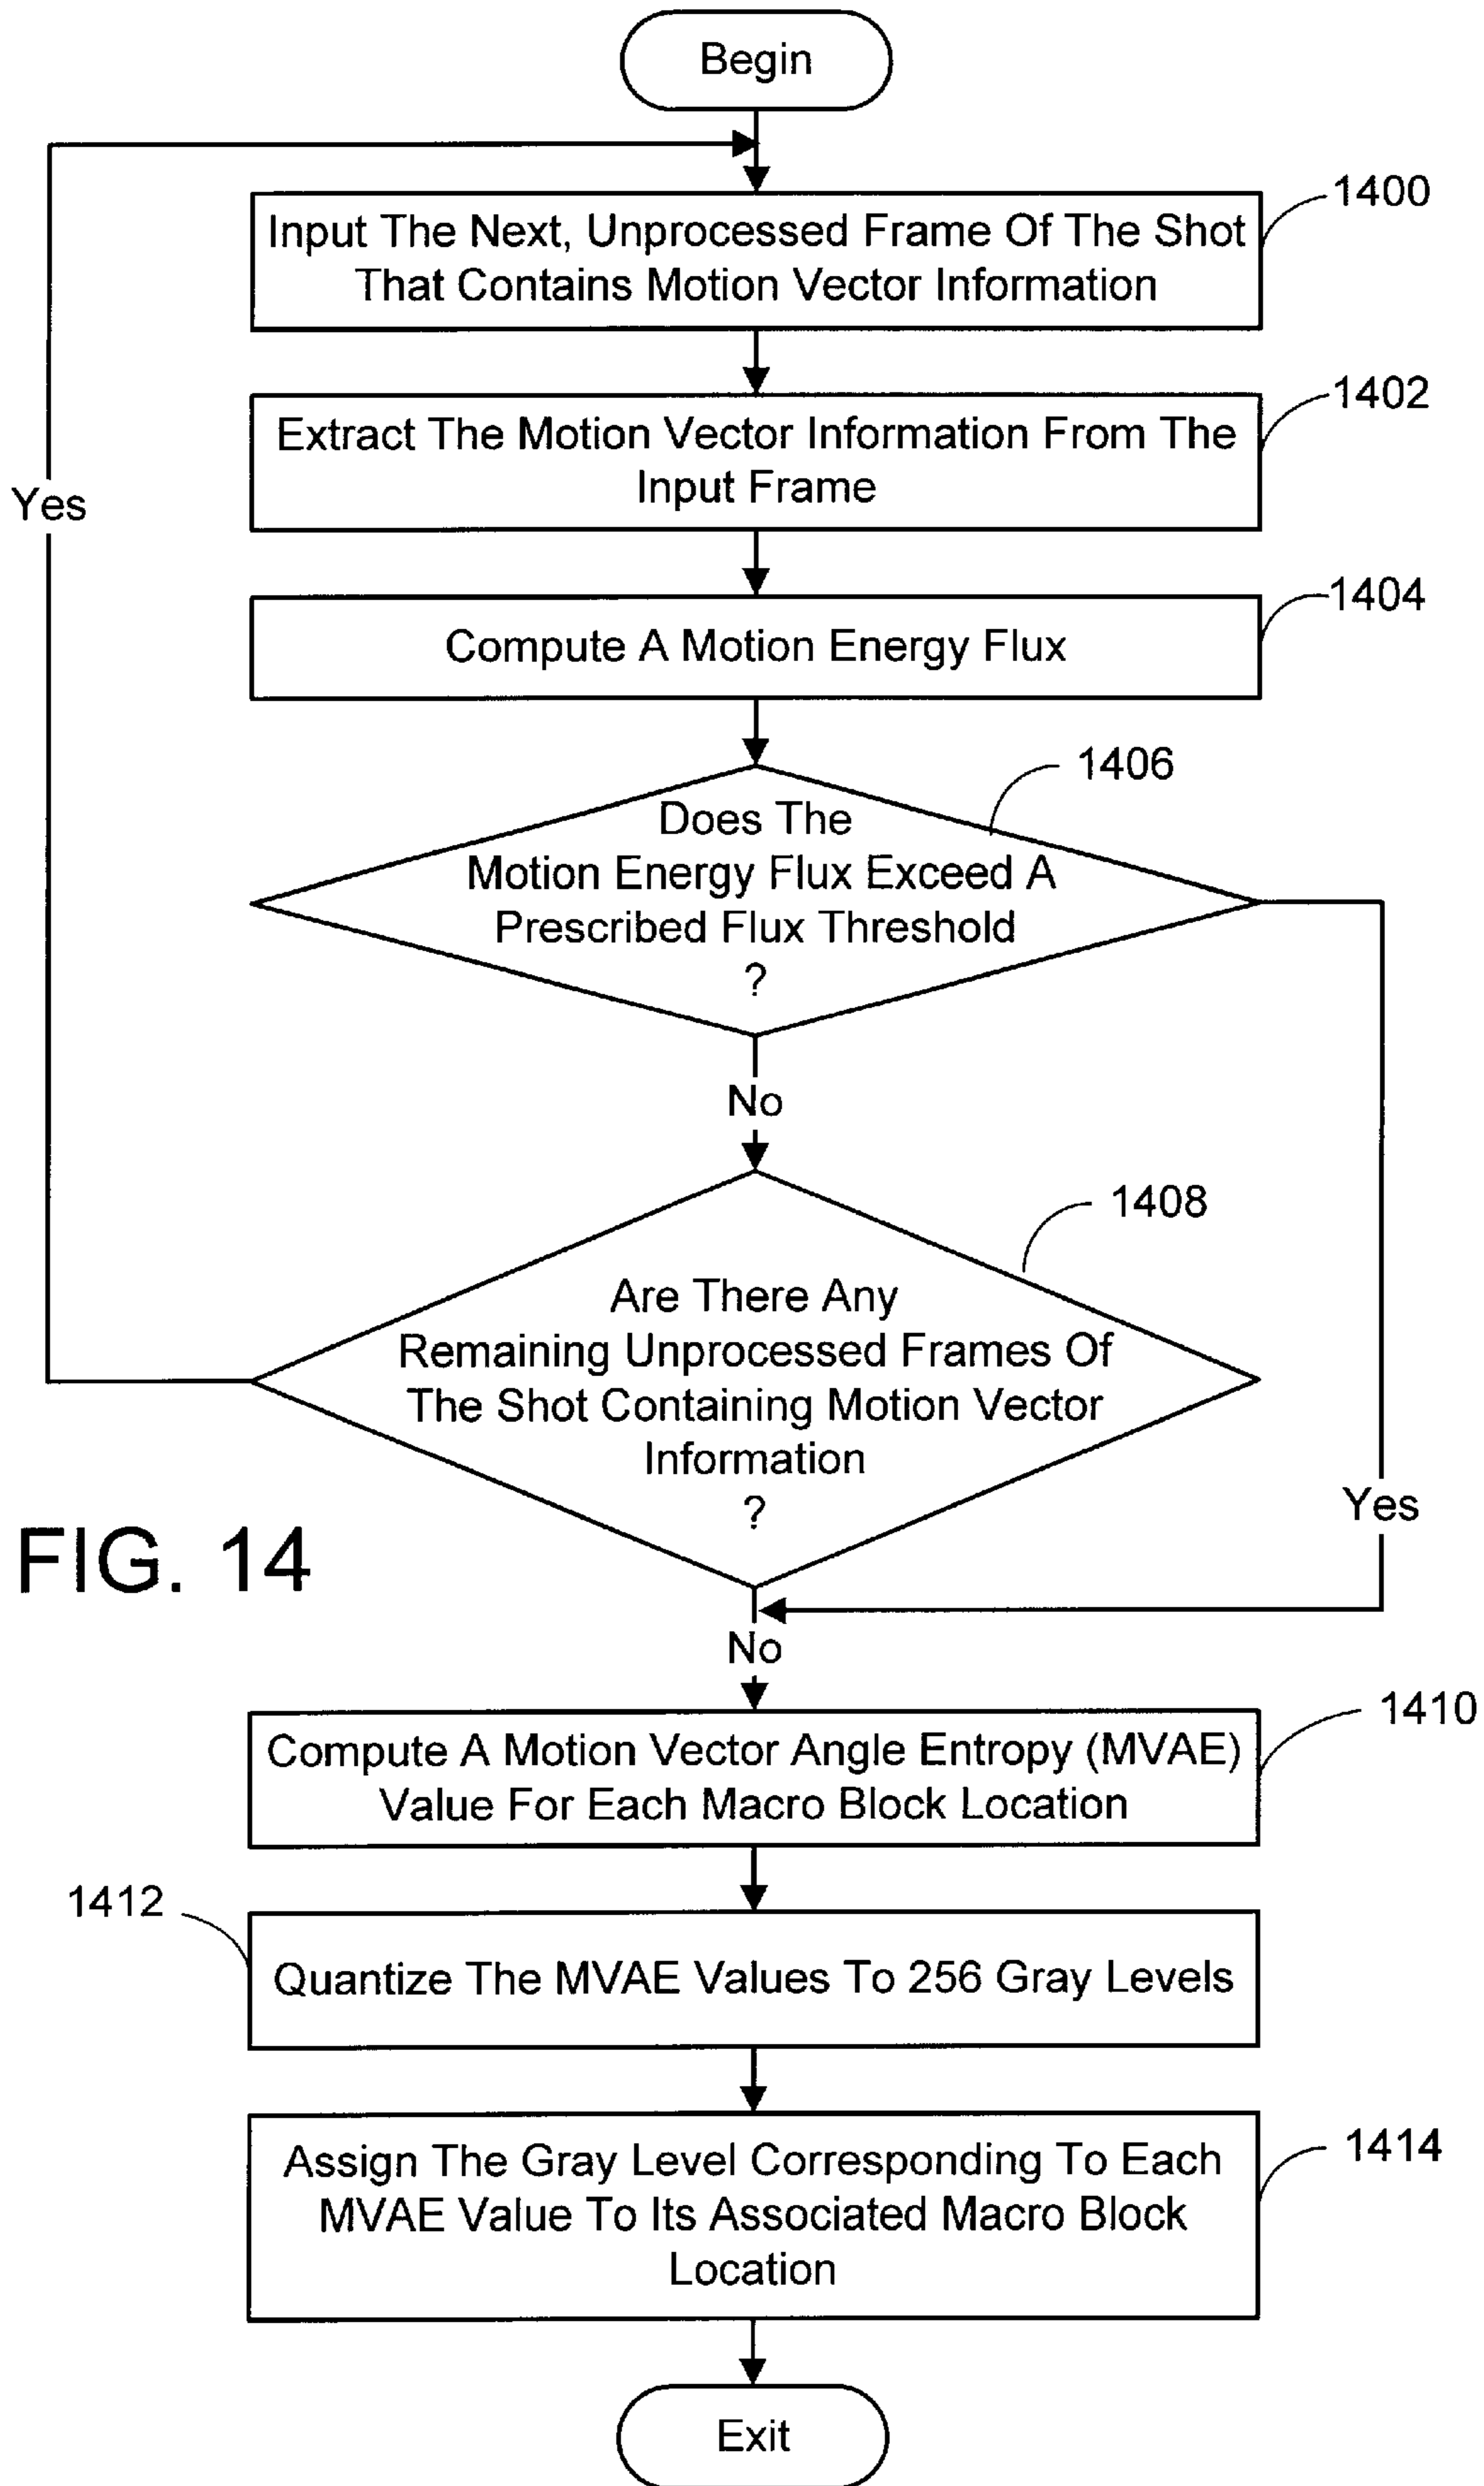 Begin
1400
Input The Next, Unprocessed Frame Of The Shot
That Contains Motion Vector Information
1402
Extract The Motion Vector Information From The
Input Frame
Yes
1404
Compute A Motion Energy Flux
1406
Does The
Motion Energy Flux Exceed A
Prescribed Flux Threshold
?
No
1408
Are There Any
Remaining Unprocessed Frames Of
The Shot Containing Motion Vector
Information
?
Yes
FIG. 14
No
1410
Compute A Motion Vector Angle Entropy (MVAE)
Value For Each Macro Block Location
1412
Quantize The MVAE Values To 256 Gray Levels
1414
Assign The Gray Level Corresponding To Each
MVAE Value To Its Associated Macro Block
Location
Exit